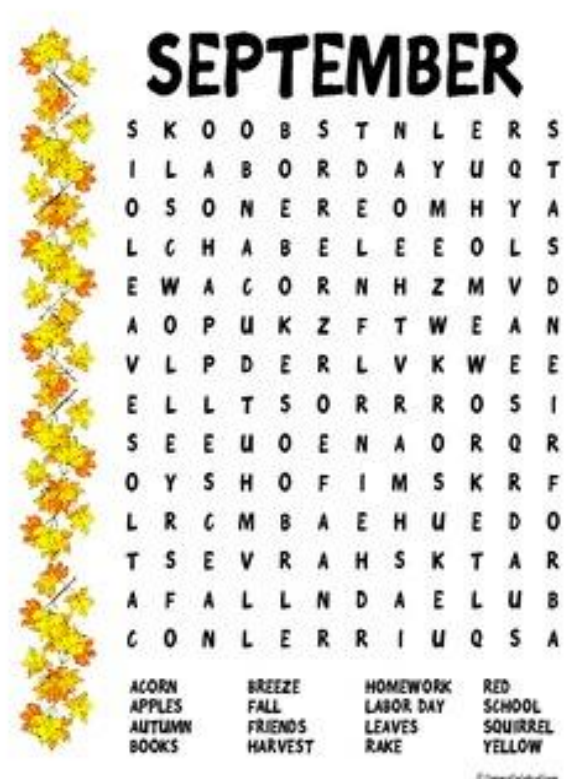 SEPTEMBER
S K O O B S T N L E R S
I L A B O R D A Y U Q T
O S O N E R E O M H Y A
L C H A B E L E E O L S
E W A C O R N H Z M V D
A O P U K Z F T W E A N
V L P D E R L V K W E E
E L L T S O R R R O S I
S E E U O E N A O R Q R
O Y S H O F I M S K R F
L R C M B A E H U E D O
T S E V R A H S K T A R
A F A L L N D A E L U B
C O N L E R R I U Q S A
ACORN BREEZE HOMEWORK RED
APPLES FALL LABOR DAY SCHOOL
AUTUMN FRIENDS LEAVES SQUIRREL
BOOKS HARVEST RAKE YELLOW